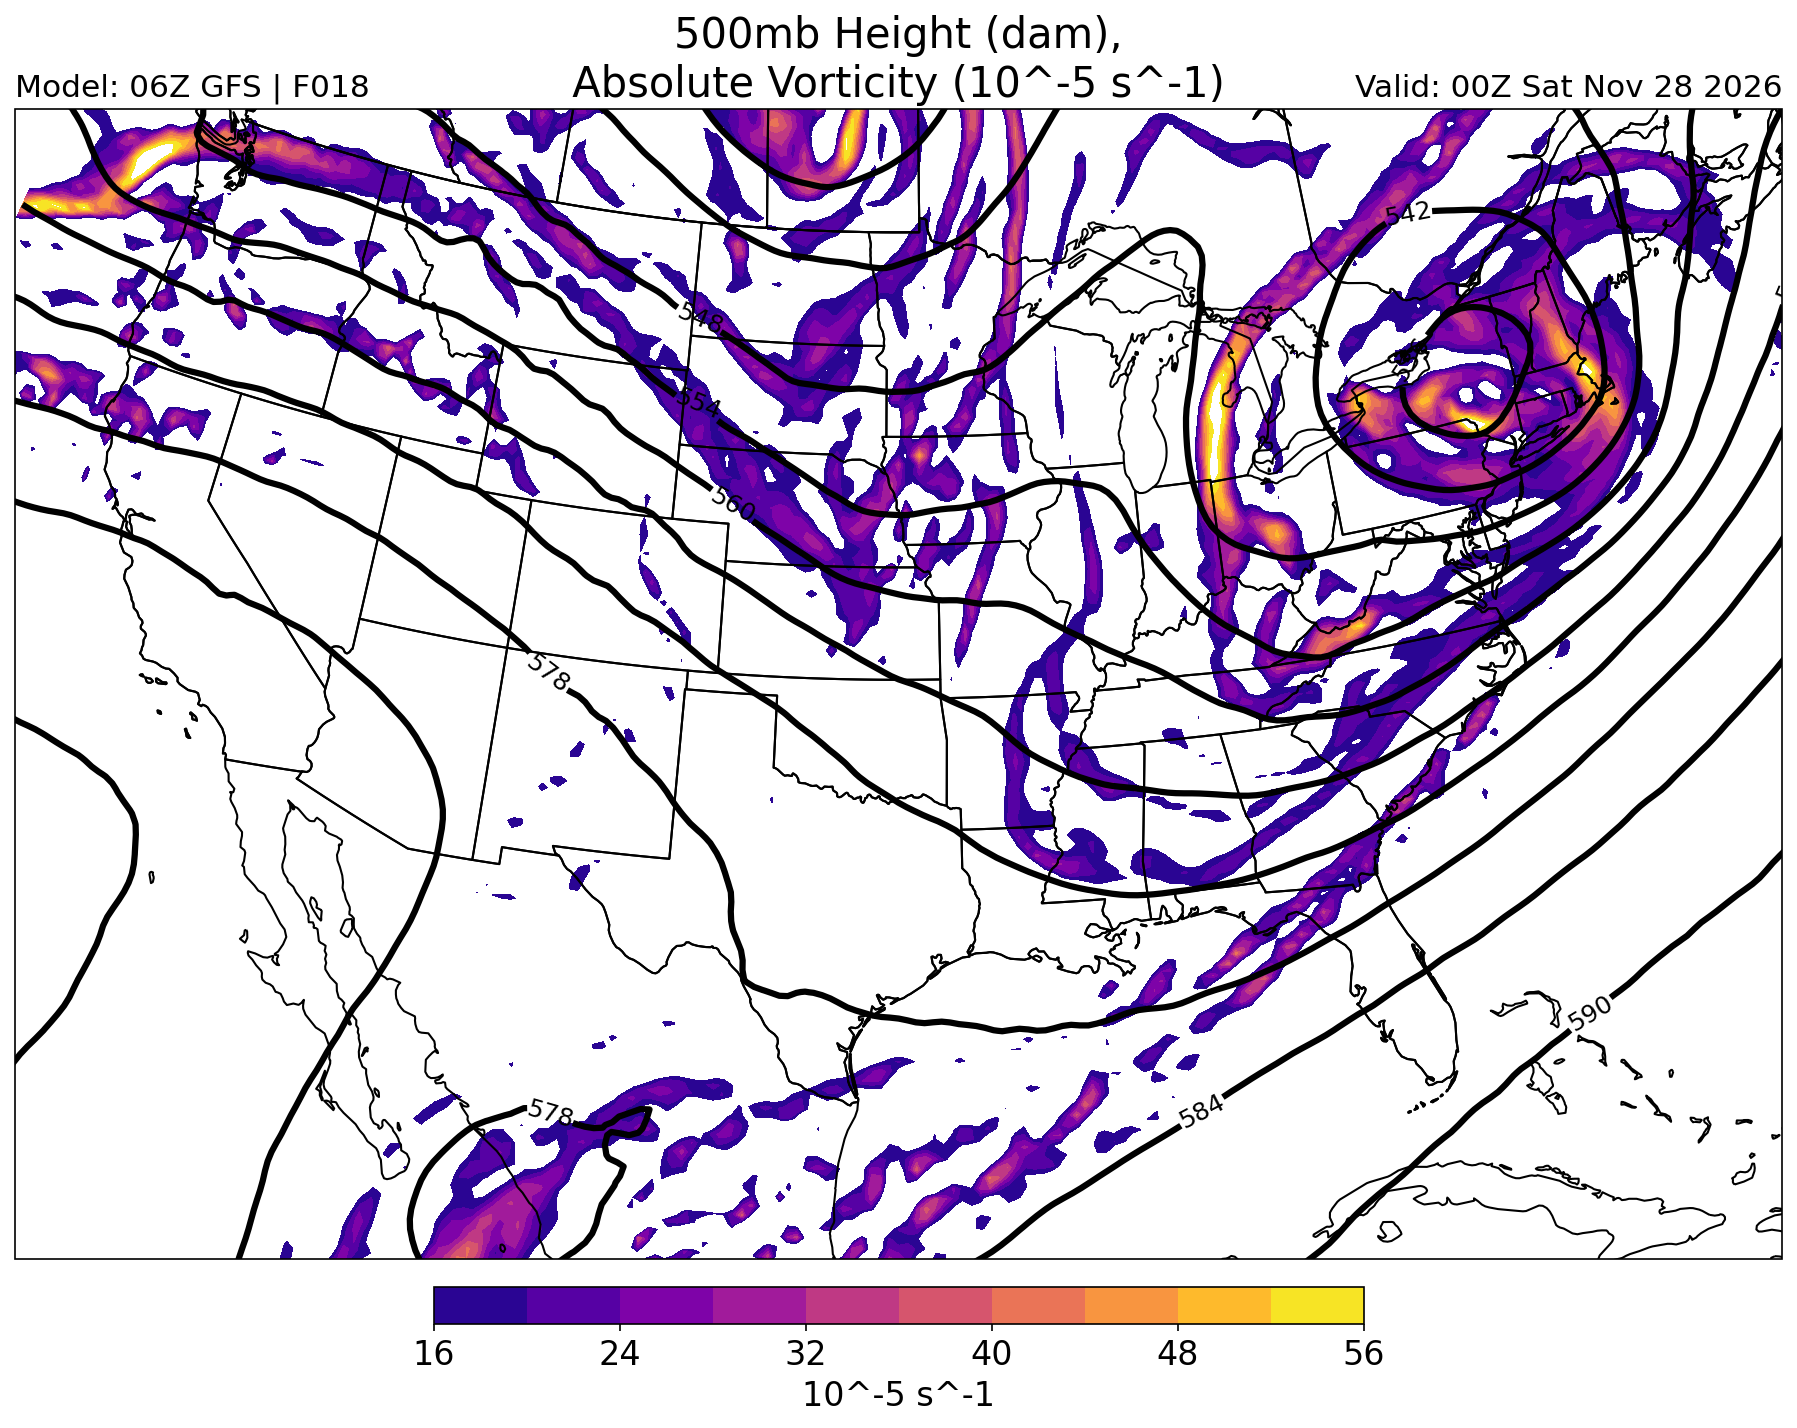 500mb Height (dam),
Model: 06Z GFS | F018
Absolute Vorticity (10^-5 s^-1)
Valid: 00Z Sat Nov 28 2026
542
548
554
560
578
590
584
578
16 24 32 40 48 56
10^-5 s^-1